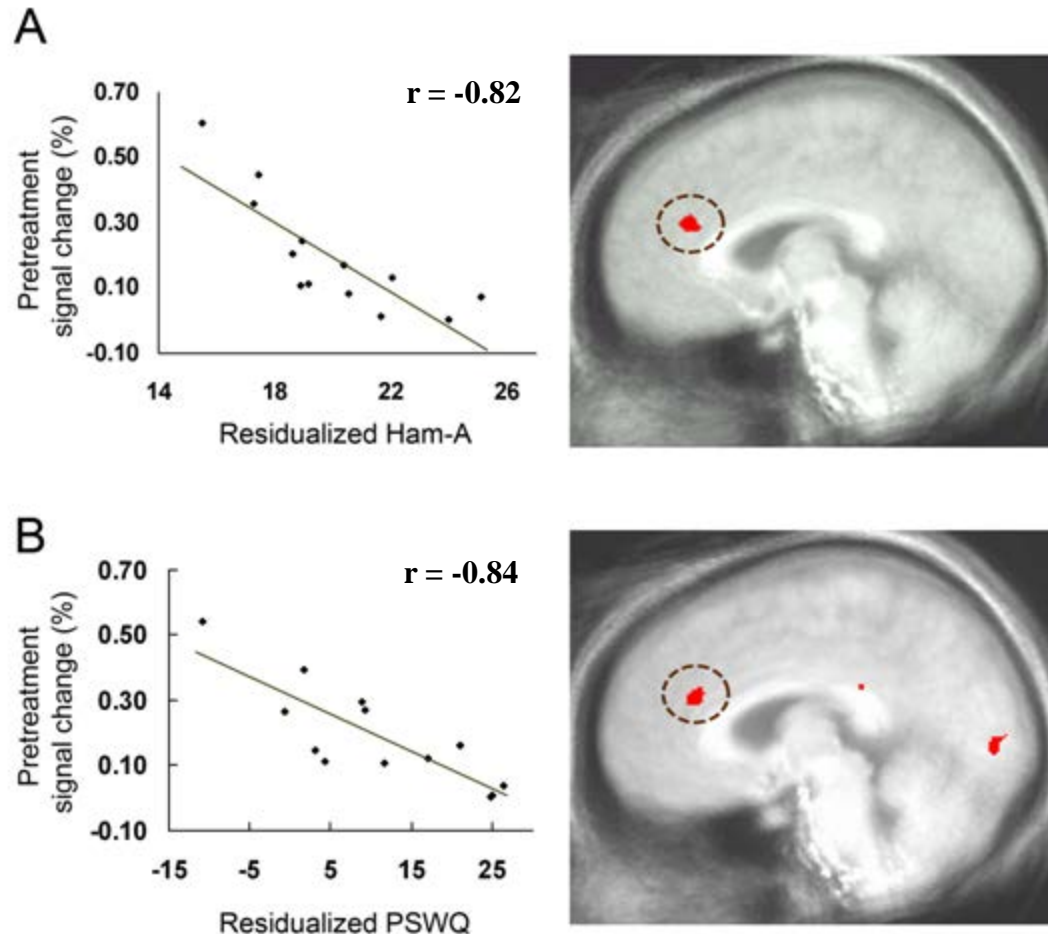 A
r = -0.82
Pretreatment
signal change (%)
0.70
0.50
0.30
0.10
-0.10
14 18 22 26
Residualized Ham-A
B
r = -0.84
Pretreatment
signal change (%)
0.70
0.50
0.30
0.10
-0.10
-15 -5 5 15 25
Residualized PSWQ